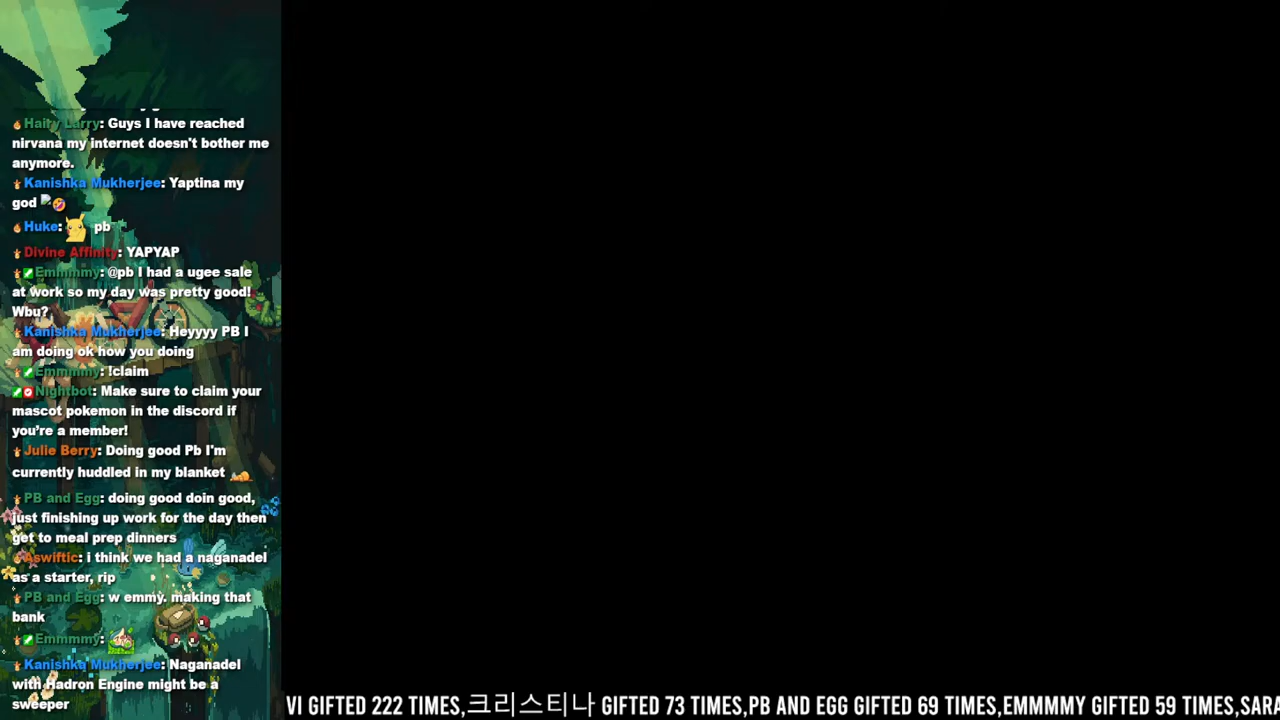 Hairy Larry: Guys I have reached
nirvana my internet doesn't bother me
anymore.
Kanishka Mukherjee: Yaptina my
god
Huke: pb
Divine Affinity: YAPYAP
Emmmmy: @pb I had a ugee sale
at work so my day was pretty good!
Wbu?
Kanishka Mukherjee: Heyyyy PB I
am doing ok how you doing
Emmmmy: !claim
Nightbot: Make sure to claim your
mascot pokemon in the discord if
you're a member!
Julie Berry: Doing good Pb I'm
currently huddled in my blanket
PB and Egg: doing good doin good,
just finishing up work for the day then
get to meal prep dinners
Aswiftic: i think we had a naganadel
as a starter, rip
PB and Egg: w emmy. making that
bank
Emmmmy:
Kanishka Mukherjee: Naganadel
with Hadron Engine might be a
sweeper
VI GIFTED 222 TIMES,크리스티나 GIFTED 73 TIMES,PB AND EGG GIFTED 69 TIMES,EMMMMY GIFTED 59 TIMES,SARA